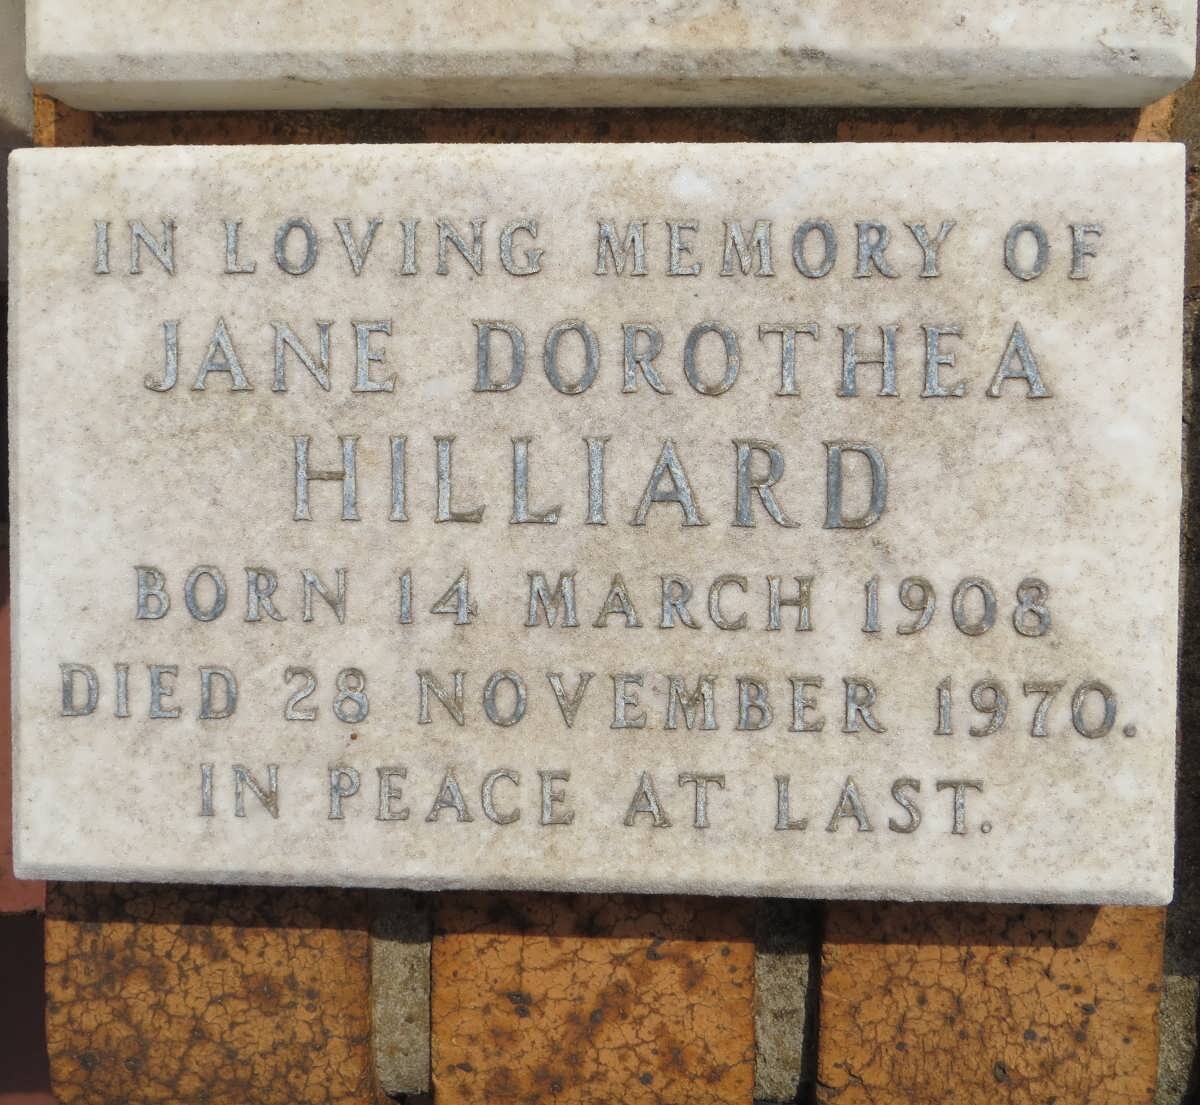 IN LOVING MEMORY OF
JANE DOROTHEA
HILLIARD
BORN 14 MARCH 1908
DIED 28 NOVEMBER 1970.
IN PEACE AT LAST.